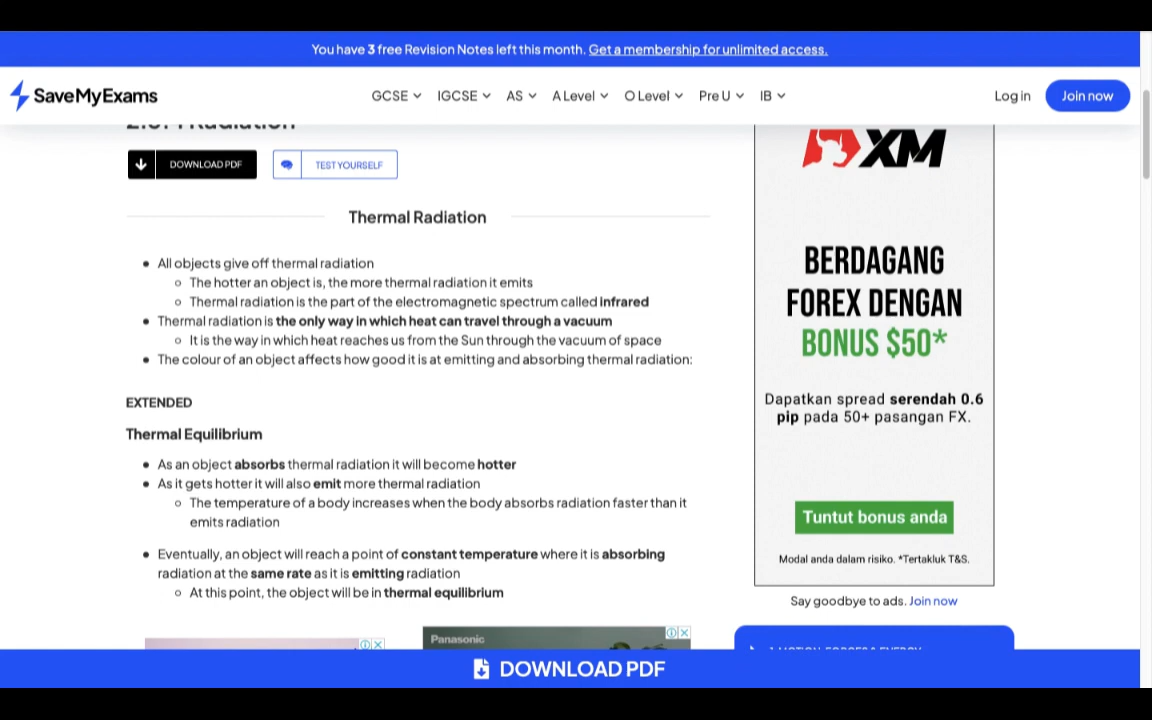 You have 3 free Revision Notes left this month. Get a membership for unlimited access.
SaveMyExams
GCSE
IGCSE
AS
A Level
O Level
Pre U
IB
Log in
Join now
DOWNLOAD PDF
TEST YOURSELF
Thermal Radiation
All objects give off thermal radiation
The hotter an object is, the more thermal radiation it emits
Thermal radiation is the part of the electromagnetic spectrum called infrared
Thermal radiation is the only way in which heat can travel through a vacuum
It is the way in which heat reaches us from the Sun through the vacuum of space
The colour of an object affects how good it is at emitting and absorbing thermal radiation:
EXTENDED
Thermal Equilibrium
As an object absorbs thermal radiation it will become hotter
As it gets hotter it will also emit more thermal radiation
The temperature of a body increases when the body absorbs radiation faster than it
emits radiation
Eventually, an object will reach a point of constant temperature where it is absorbing
radiation at the same rate as it is emitting radiation
At this point, the object will be in thermal equilibrium
XM
BERDAGANG
FOREX DENGAN
BONUS $50*
Dapatkan spread serendah 0.6
pip pada 50+ pasangan FX.
Tuntut bonus anda
Modal anda dalam risiko. *Tertakluk T&S.
Say goodbye to ads. Join now
Panasonic
DOWNLOAD PDF